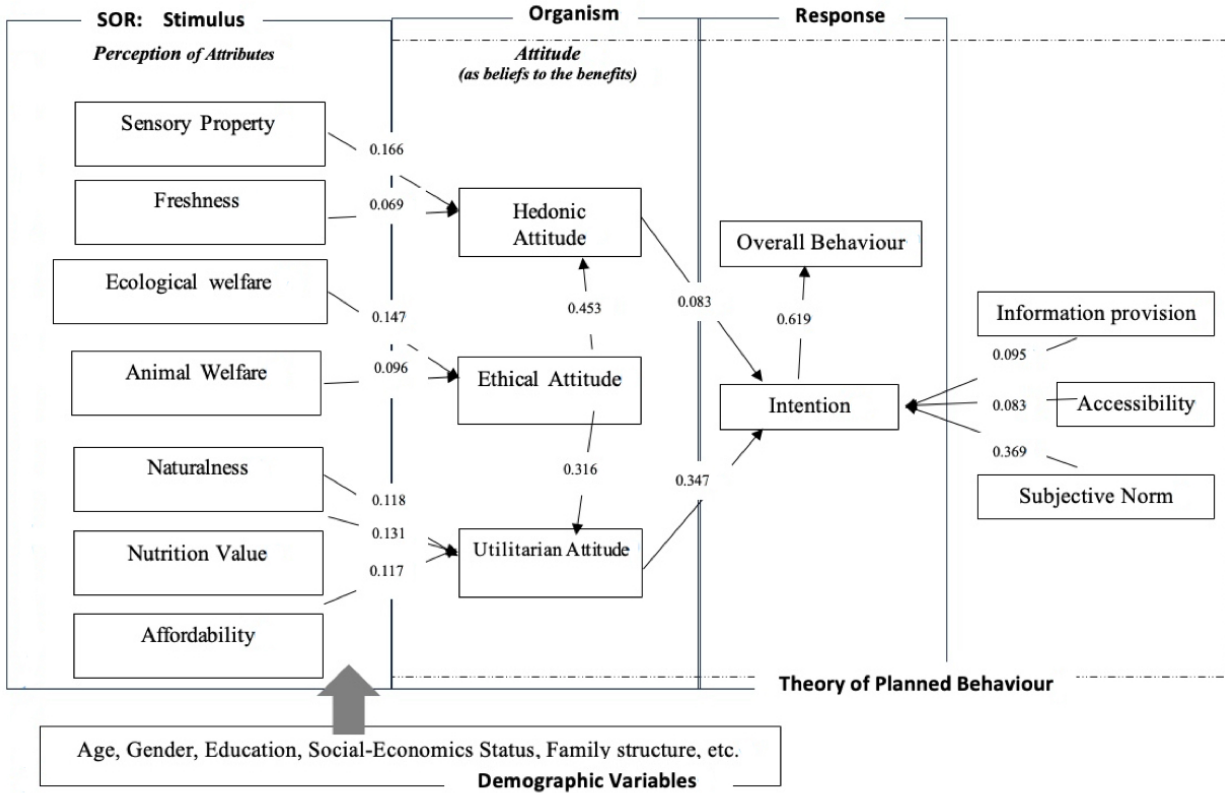 SOR: Stimulus
Organism
Response
Perception of Attributes
Attitude
(as beliefs to the benefits)
Sensory Property
0.166
Freshness
0.069
Hedonic
Attitude
Overall Behaviour
Ecological welfare
0.147
0.453
0.083
0.619
Information provision
0.095
Animal Welfare
0.096
Ethical Attitude
Intention
0.083
Accessibility
0.369
Naturalness
0.118
0.316
0.347
Subjective Norm
0.131
Nutrition Value
Utilitarian Attitude
0.117
Affordability
Theory of Planned Behaviour
Age, Gender, Education, Social-Economics Status, Family structure, etc.
Demographic Variables